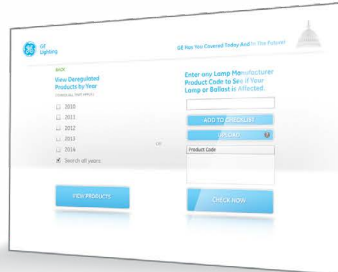 GE
Lighting
GE Has You Covered Today And In The Future!
BACK
View Deregulated
Products by Year
2010
2011
2012
2013
2014
Search all years.
VIEW PRODUCTS
OR
Enter any Lamp Manufacturer
Product Code to See if Your
Lamp or Ballast is Affected.
ADD TO CHECKLIST
UPLOAD
Product Code
CHECK NOW